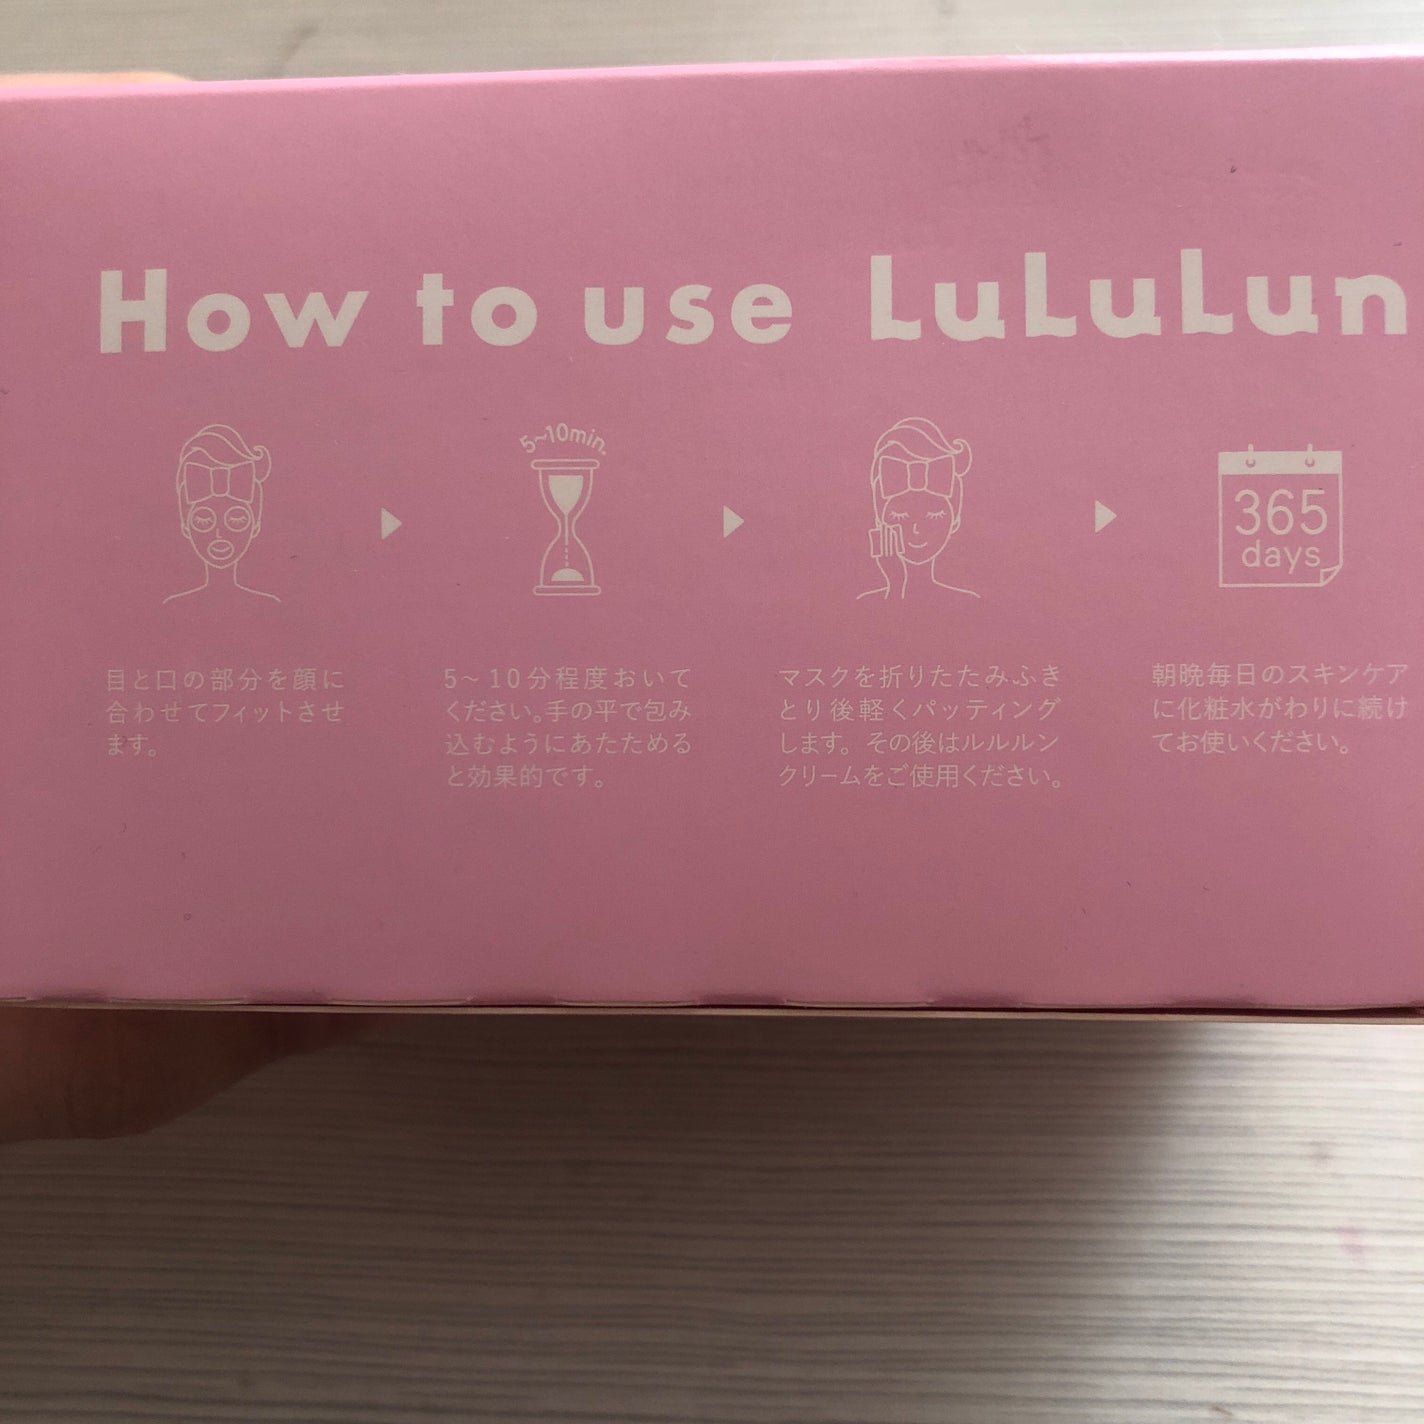 How to use LuLuLun
5~10min.
365
days
目と口の部分を顔に
合わせてフィットさせ
ます。
5～10分程度おいて
ください。手の平で包み
込むようにあたためる
と効果的です。
マスクを折りたたみふき
とり後軽くパッティング
します。その後はルルルン
クリームをご使用ください。
朝晩毎日のスキンケア
に化粧水がわりに続け
てお使いください。